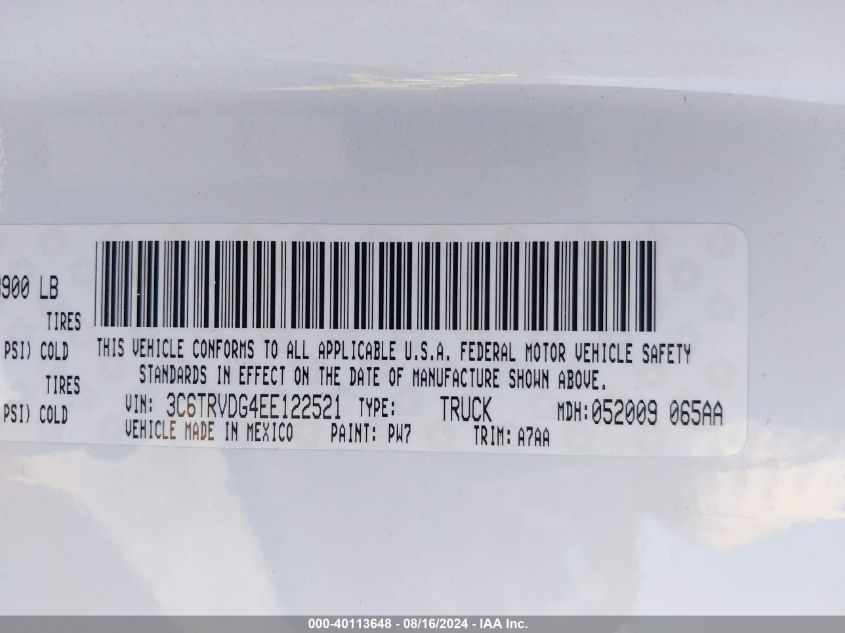 900 LB
TIRES
PSI) COLD
TIRES
PSI) COLD
THIS VEHICLE CONFORMS TO ALL APPLICABLE U.S.A. FEDERAL MOTOR VEHICLE SAFETY
STANDARDS IN EFFECT ON THE DATE OF MANUFACTURE SHOWN ABOVE.
VIN: 3C6TRVDG4EE122521 TYPE: TRUCK MDH:052009 065AA
VEHICLE MADE IN MEXICO PAINT: PW7 TRIM: A7AA
000-40113648 - 08/16/2024 - IAA Inc.